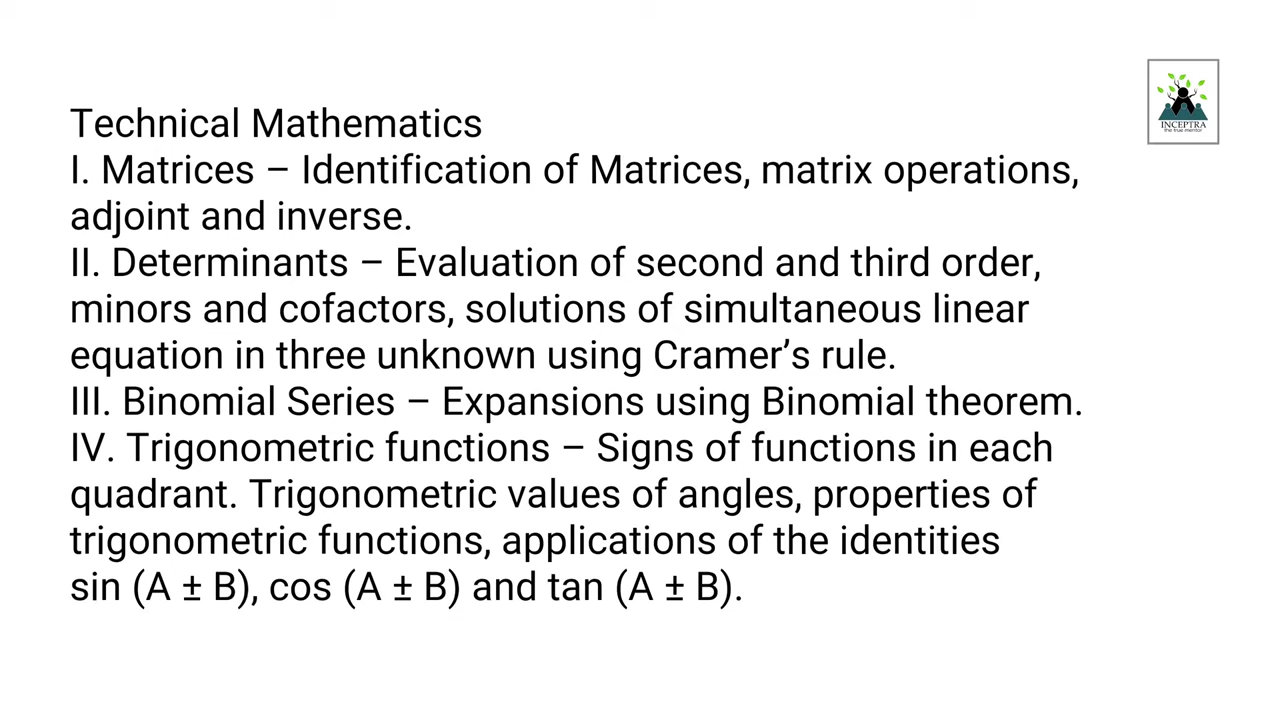 Technical Mathematics
I. Matrices – Identification of Matrices, matrix operations,
adjoint and inverse.
II. Determinants – Evaluation of second and third order,
minors and cofactors, solutions of simultaneous linear
equation in three unknown using Cramer’s rule.
III. Binomial Series – Expansions using Binomial theorem.
IV. Trigonometric functions – Signs of functions in each
quadrant. Trigonometric values of angles, properties of
trigonometric functions, applications of the identities
sin (A ± B), cos (A ± B) and tan (A ± B).
INCEPTRA
the true mentor